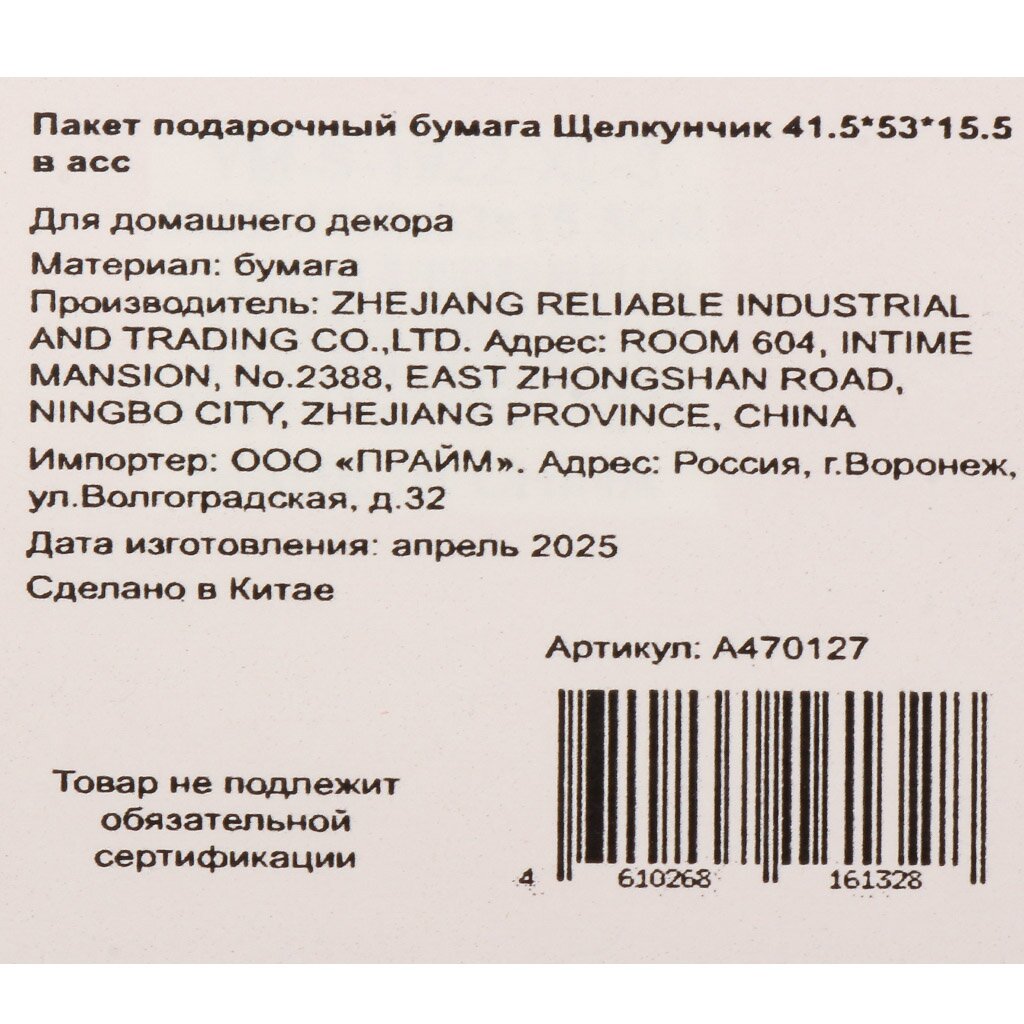 Пакет подарочный бумага Щелкунчик 41.5*53*15.5
в асс
Для домашнего декора
Материал: бумага
Производитель: ZHEJIANG RELIABLE INDUSTRIAL
AND TRADING CO.,LTD. Адрес: ROOM 604, INTIME
MANSION, No.2388, EAST ZHONGSHAN ROAD,
NINGBO CITY, ZHEJIANG PROVINCE, CHINA
Импортер: ООО «ПРАЙМ». Адрес: Россия, г.Воронеж,
ул.Волгоградская, д.32
Дата изготовления: апрель 2025
Сделано в Китае
Артикул: А470127
Товар не подлежит
обязательной
сертификации
4 610268 161328